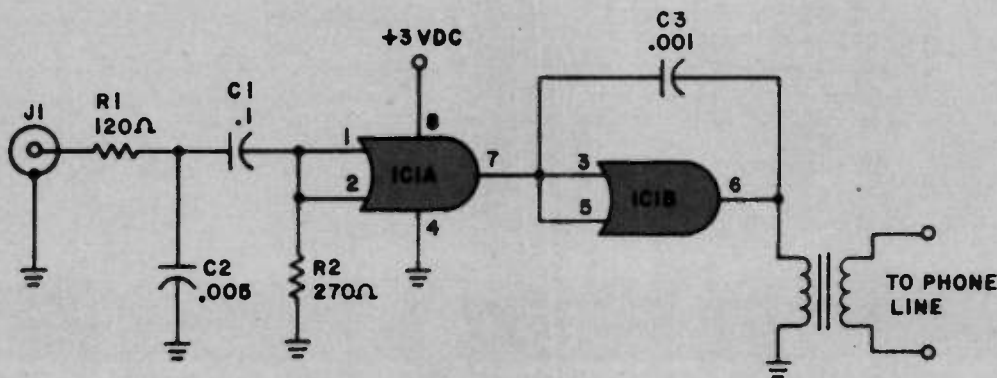 +3 VDC
C3
.001
J1
R1
120Ω
C1
.1
8
1
2
IC1A
7
4
3
5
IC1B
6
C2
.005
R2
270Ω
TO PHONE
LINE